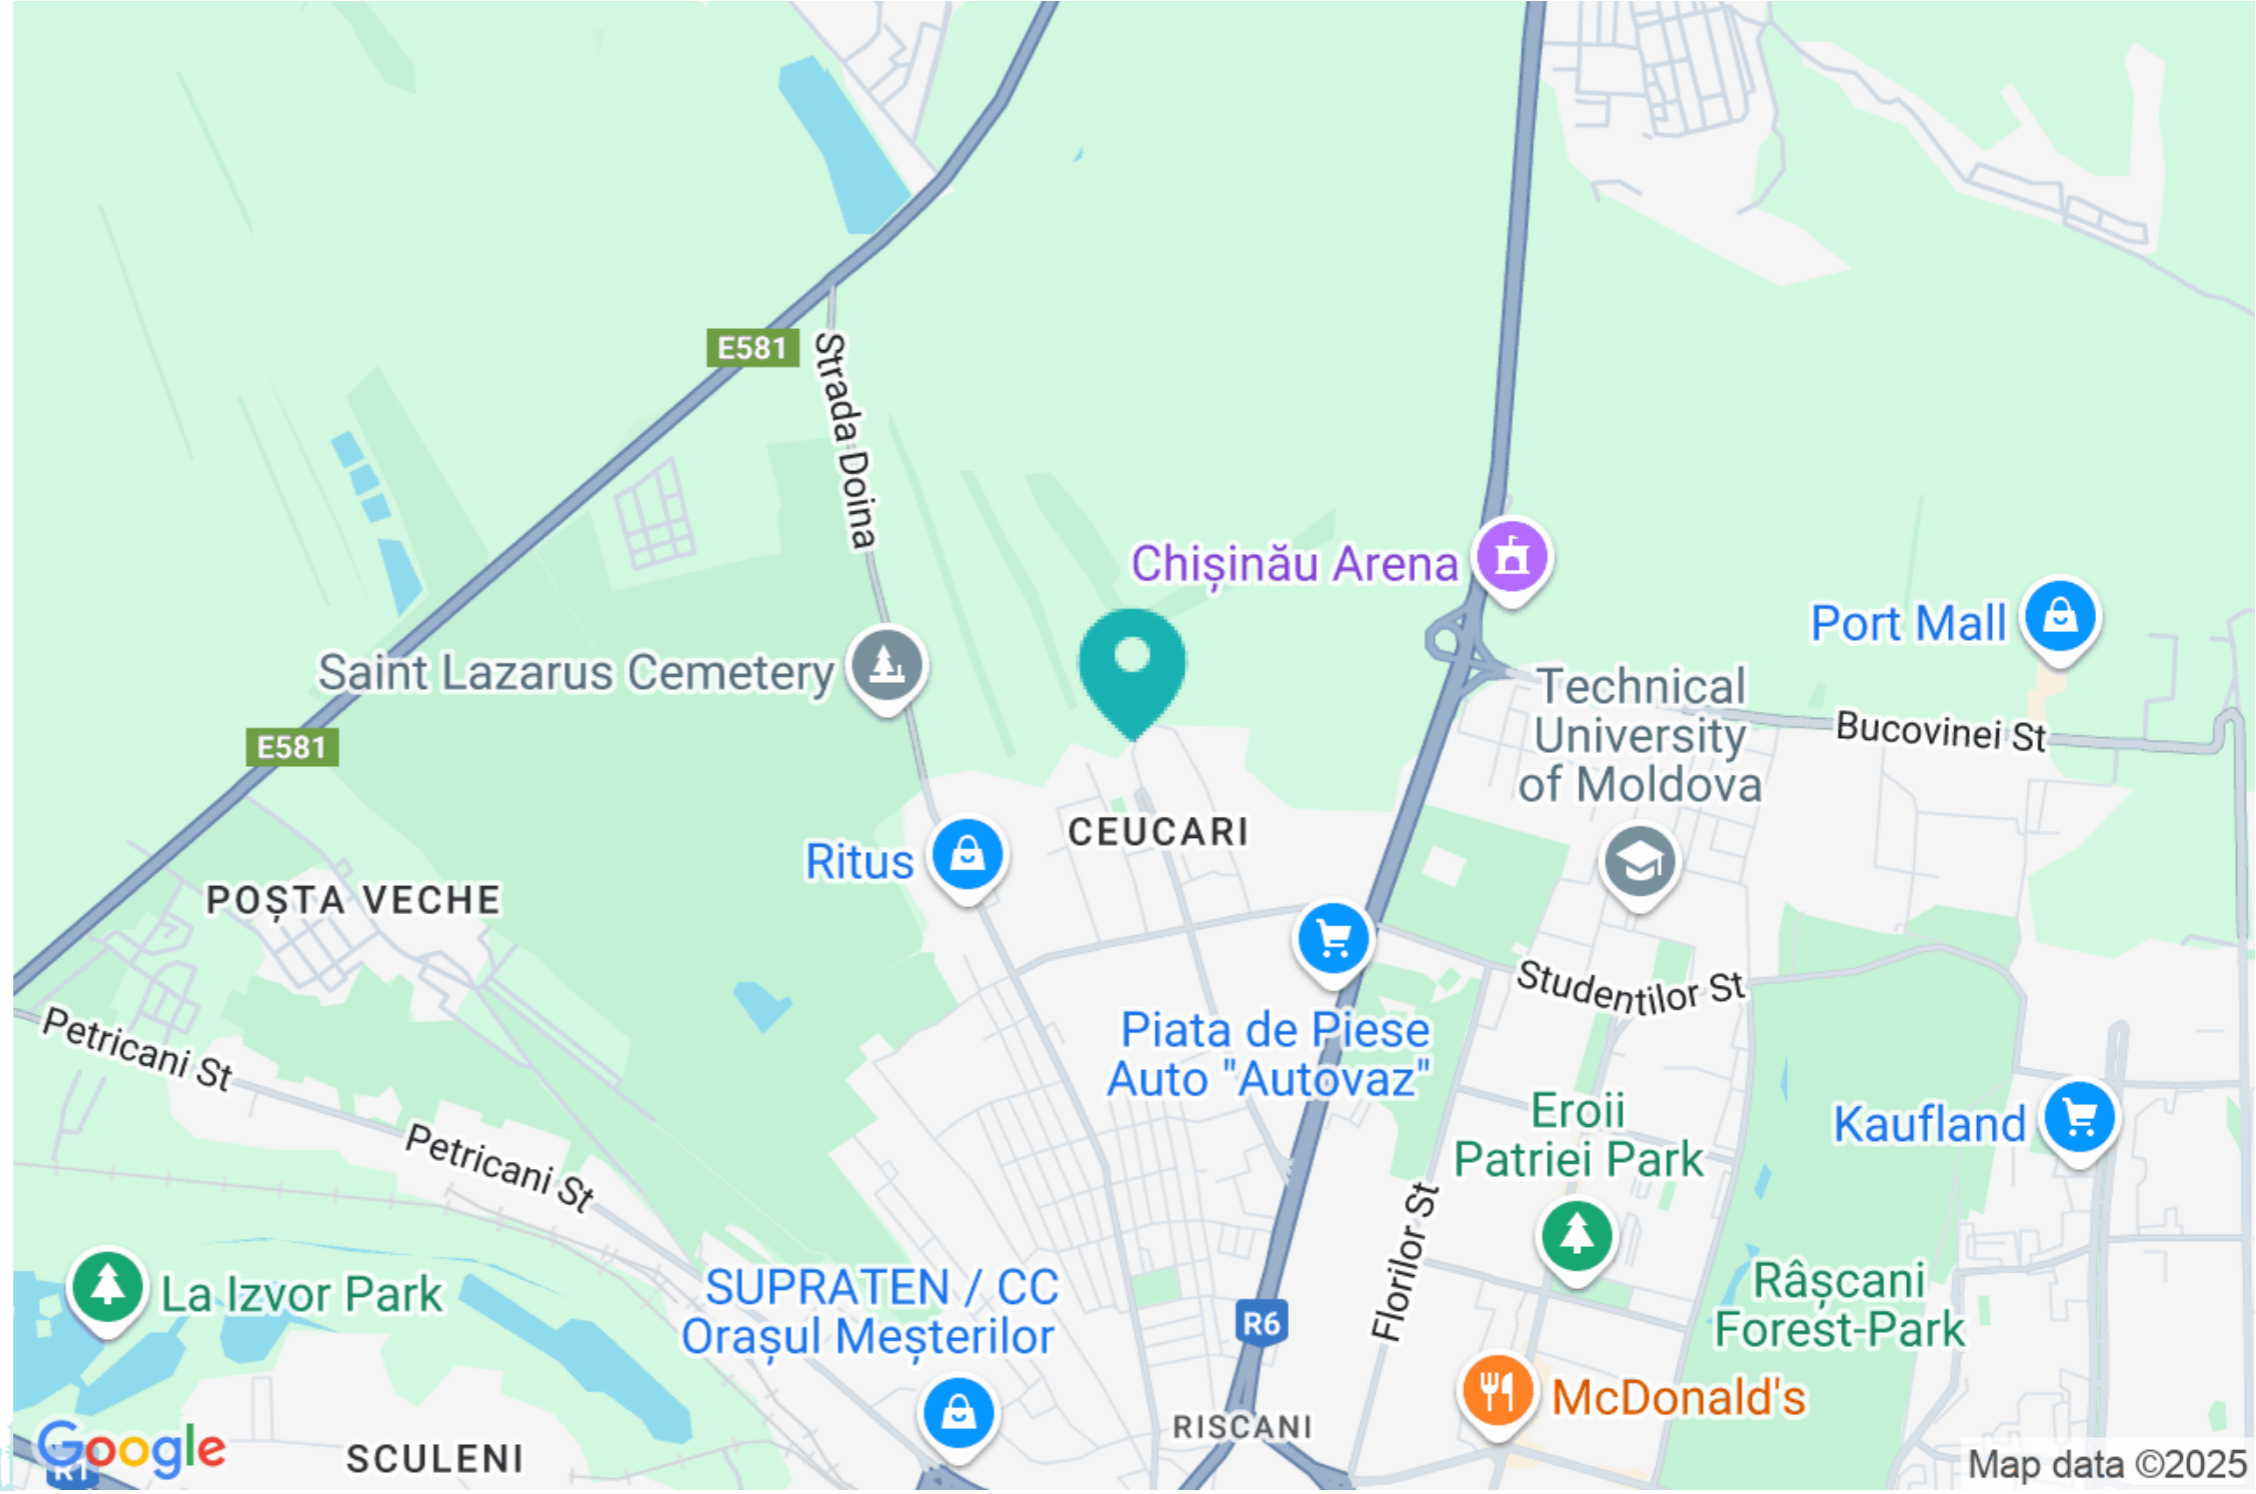 E581
Strada Doina
Chișinău Arena
Port Mall
Saint Lazarus Cemetery
Technical
University
of Moldova
Bucovinei St
E581
CEUCARI
Ritus
POȘTA VECHE
Studentilor St
Petricani St
Piata de Piese
Auto "Autovaz"
Eroii
Patriei Park
Kaufland
Petricani St
Florilor St
La Izvor Park
SUPRATEN / CC
Orașul Meșterilor
R6
Râșcani
Forest-Park
McDonald's
RISCANI
Google
R1
SCULENI
Map data ©2025